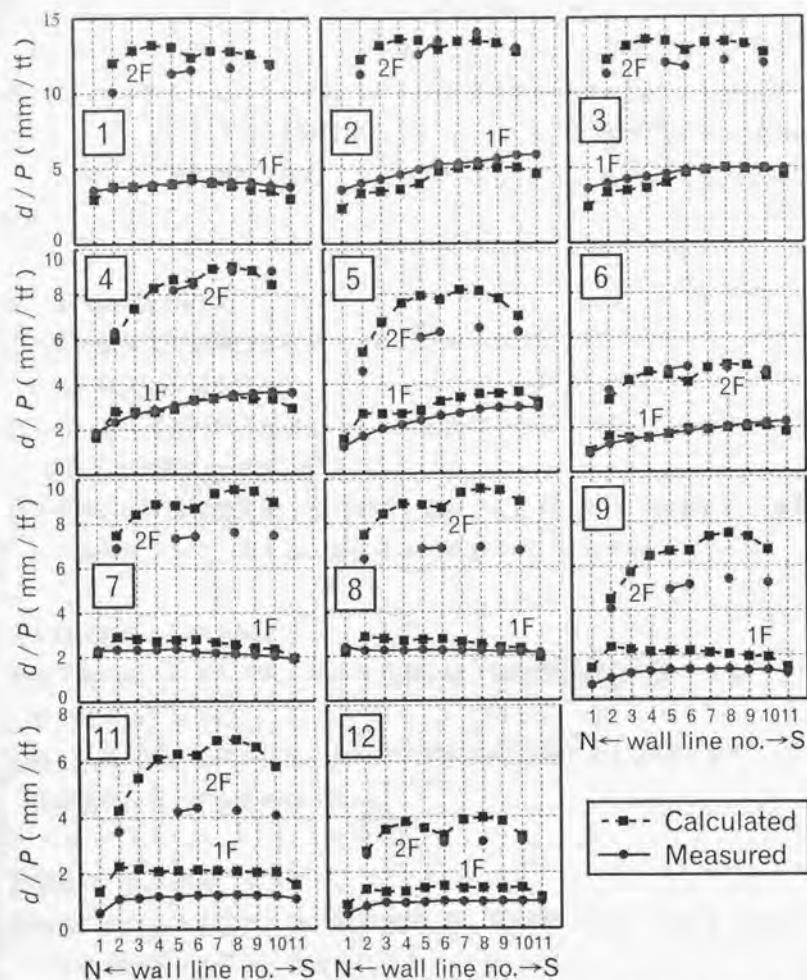 15
10
5
0
d / P ( mm / tf )
2F
1
1F
2F
2
1F
2F
3
1F
10
8
6
4
2
0
d / P ( mm / tf )
4
2F
1F
5
2F
1F
6
2F
1F
10
8
6
4
2
0
d / P ( mm / tf )
7
2F
1F
8
2F
1F
9
2F
1F
1 2 3 4 5 6 7 8 9 10 11
N ← wall line no. → S
8
6
4
2
0
d / P ( mm / tf )
11
2F
1F
12
2F
1F
1 2 3 4 5 6 7 8 9 10 11
N ← wall line no. → S
1 2 3 4 5 6 7 8 9 10 11
N ← wall line no. → S
Calculated
Measured